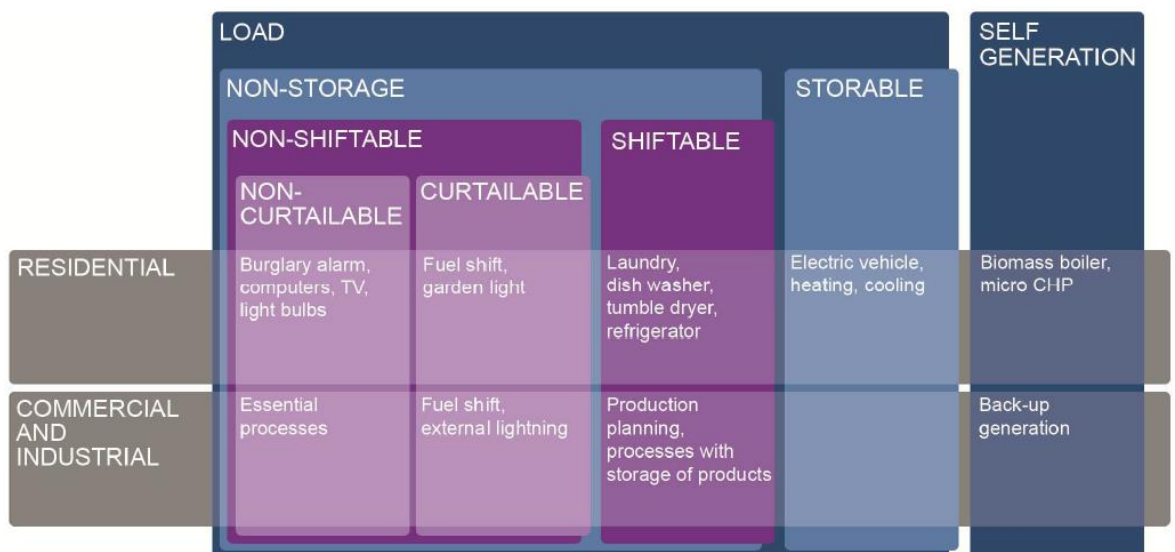 LOAD
SELF
GENERATION
NON-STORAGE
STORABLE
NON-SHIFTABLE
SHIFTABLE
NON-
CURTAILABLE
CURTAILABLE
RESIDENTIAL
Burglary alarm,
computers, TV,
light bulbs
Fuel shift,
garden light
Laundry,
dish washer,
tumble dryer,
refrigerator
Electric vehicle,
heating, cooling
Biomass boiler,
micro CHP
COMMERCIAL
AND
INDUSTRIAL
Essential
processes
Fuel shift,
external lightning
Production
planning,
processes with
storage of products
Back-up
generation